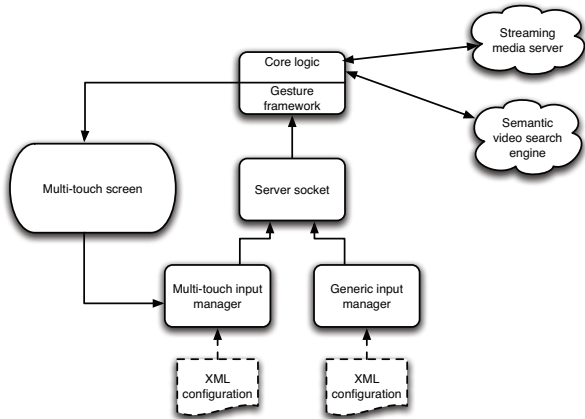 Streaming
media server
Core logic
Gesture
framework
Semantic
video search
engine
Multi-touch screen
Server socket
Multi-touch input
manager
Generic input
manager
XML
configuration
XML
configuration